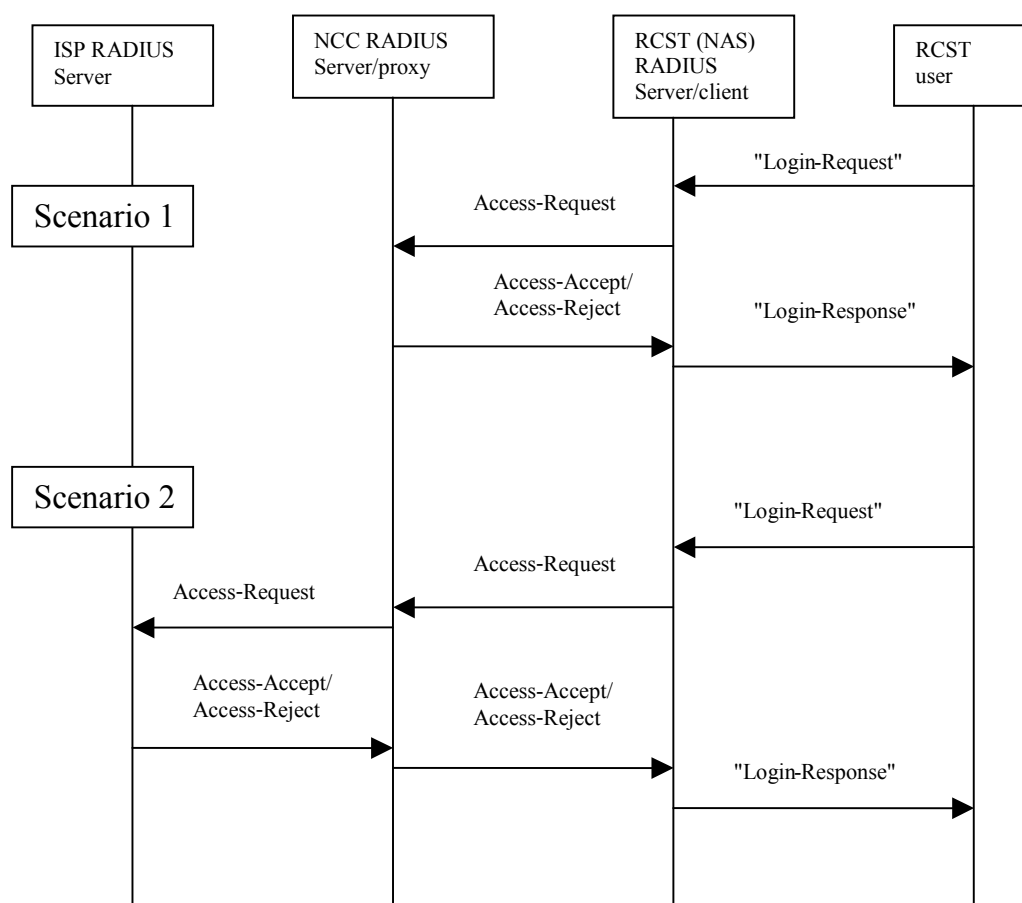 ISP RADIUS
Server
NCC RADIUS
Server/proxy
RCST (NAS)
RADIUS
Server/client
RCST
user
"Login-Request"
Scenario 1
Access-Request
Access-Accept/
Access-Reject
"Login-Response"
Scenario 2
"Login-Request"
Access-Request
Access-Request
Access-Accept/
Access-Reject
Access-Accept/
Access-Reject
"Login-Response"